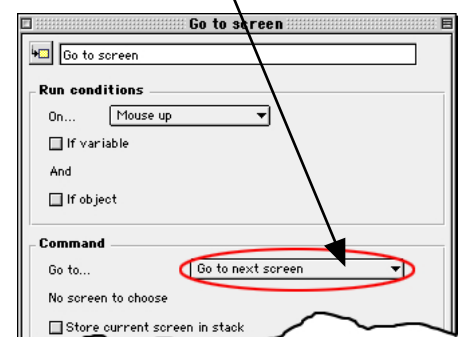 Go to screen
Go to screen
Run conditions
On... Mouse up
If variable
And
If object
Command
Go to... Go to next screen
No screen to choose
Store current screen in stack